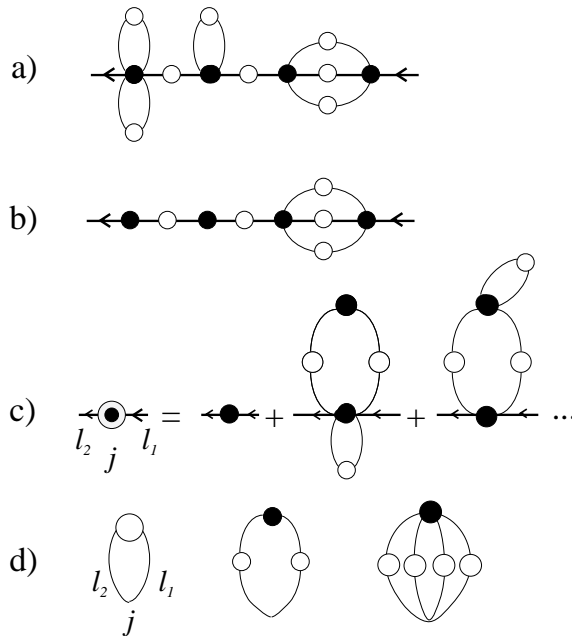 a)
b)
c) = + + ...
l₂ j l₁
d)
l₂ l₁
j